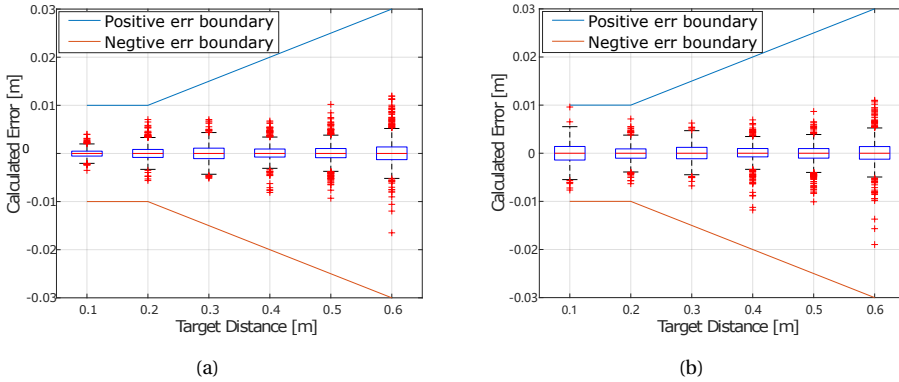 0.03
0.02
0.01
0
-0.01
-0.02
-0.03
Calculated Error [m]
Positive err boundary
Negtive err boundary
0.1 0.2 0.3 0.4 0.5 0.6
Target Distance [m]
(a)
0.03
0.02
0.01
0
-0.01
-0.02
-0.03
Calculated Error [m]
Positive err boundary
Negtive err boundary
0.1 0.2 0.3 0.4 0.5 0.6
Target Distance [m]
(b)